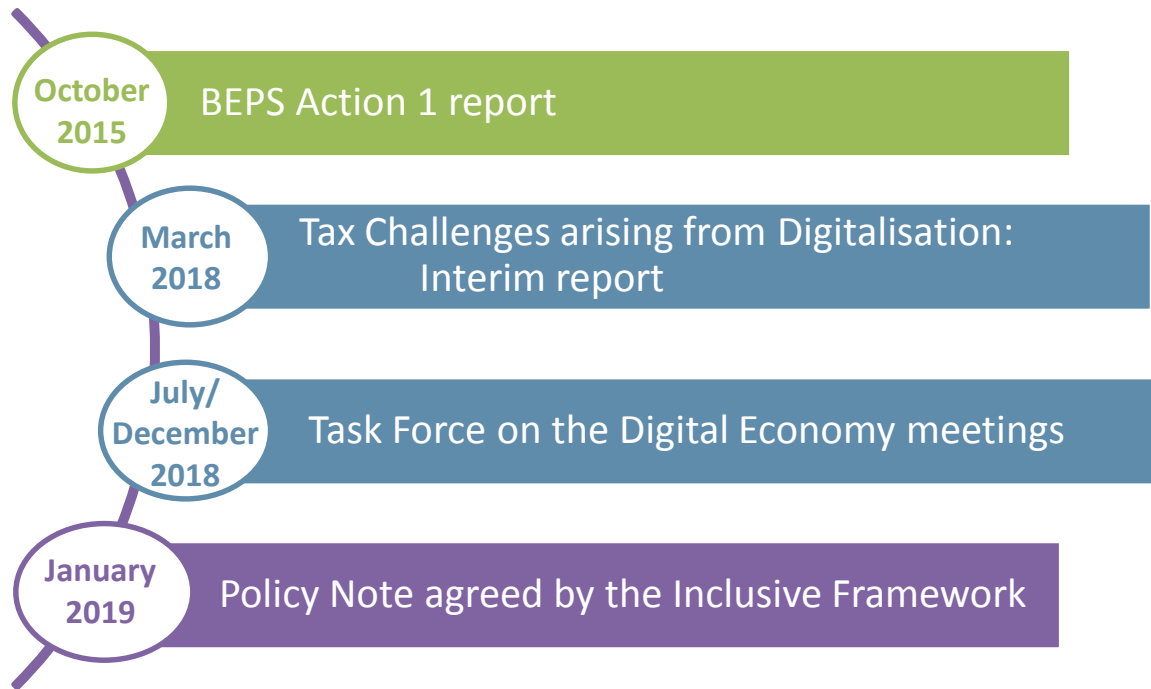 October
2015
BEPS Action 1 report
March
2018
Tax Challenges arising from Digitalisation:
Interim report
July/
December
2018
Task Force on the Digital Economy meetings
January
2019
Policy Note agreed by the Inclusive Framework